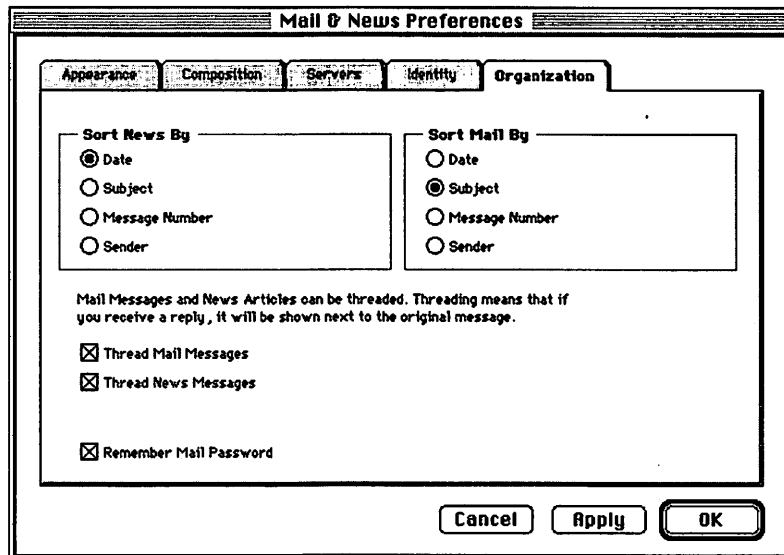 Mail & News Preferences
Appearance Composition Servers Identity Organization
Sort News By
Date
Subject
Message Number
Sender
Sort Mail By
Date
Subject
Message Number
Sender
Mail Messages and News Articles can be threaded. Threading means that if
you receive a reply, it will be shown next to the original message.
Thread Mail Messages
Thread News Messages
Remember Mail Password
Cancel Apply OK